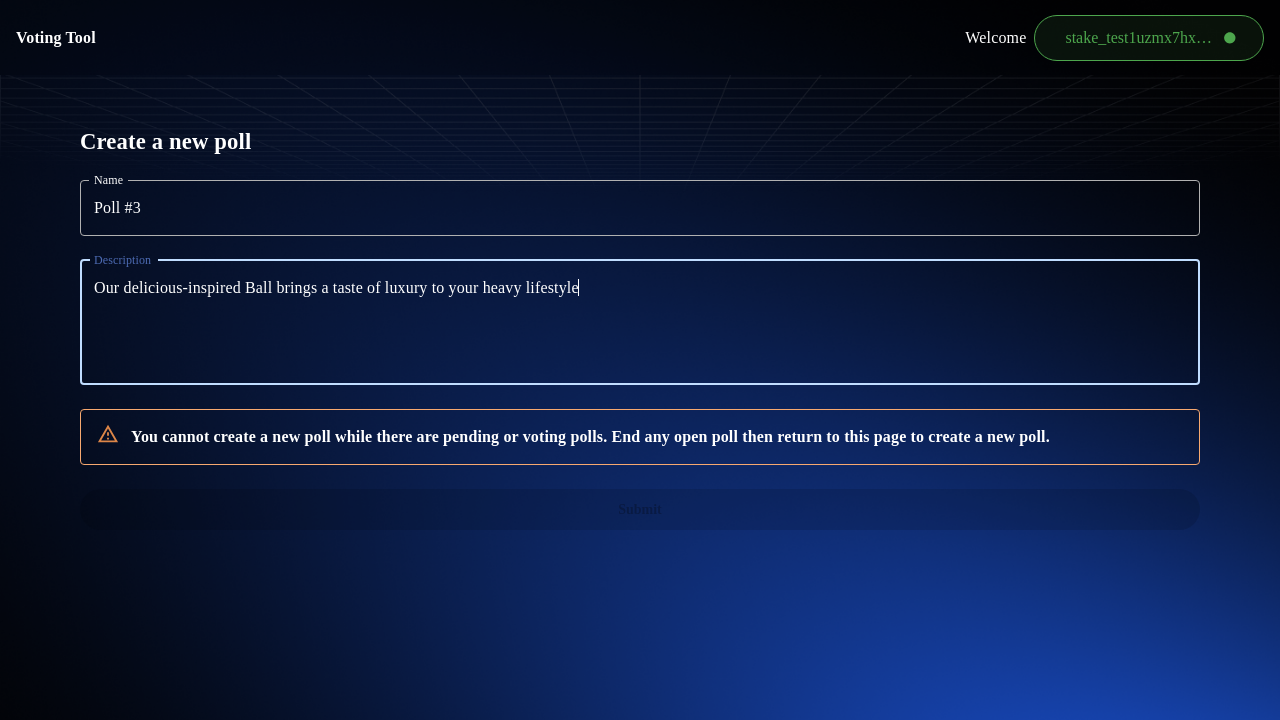 Voting Tool
Welcome
stake_test1uzmx7hx…
Create a new poll
Name
Poll #3
Description
Our delicious-inspired Ball brings a taste of luxury to your heavy lifestyle
You cannot create a new poll while there are pending or voting polls. End any open poll then return to this page to create a new poll.
Submit